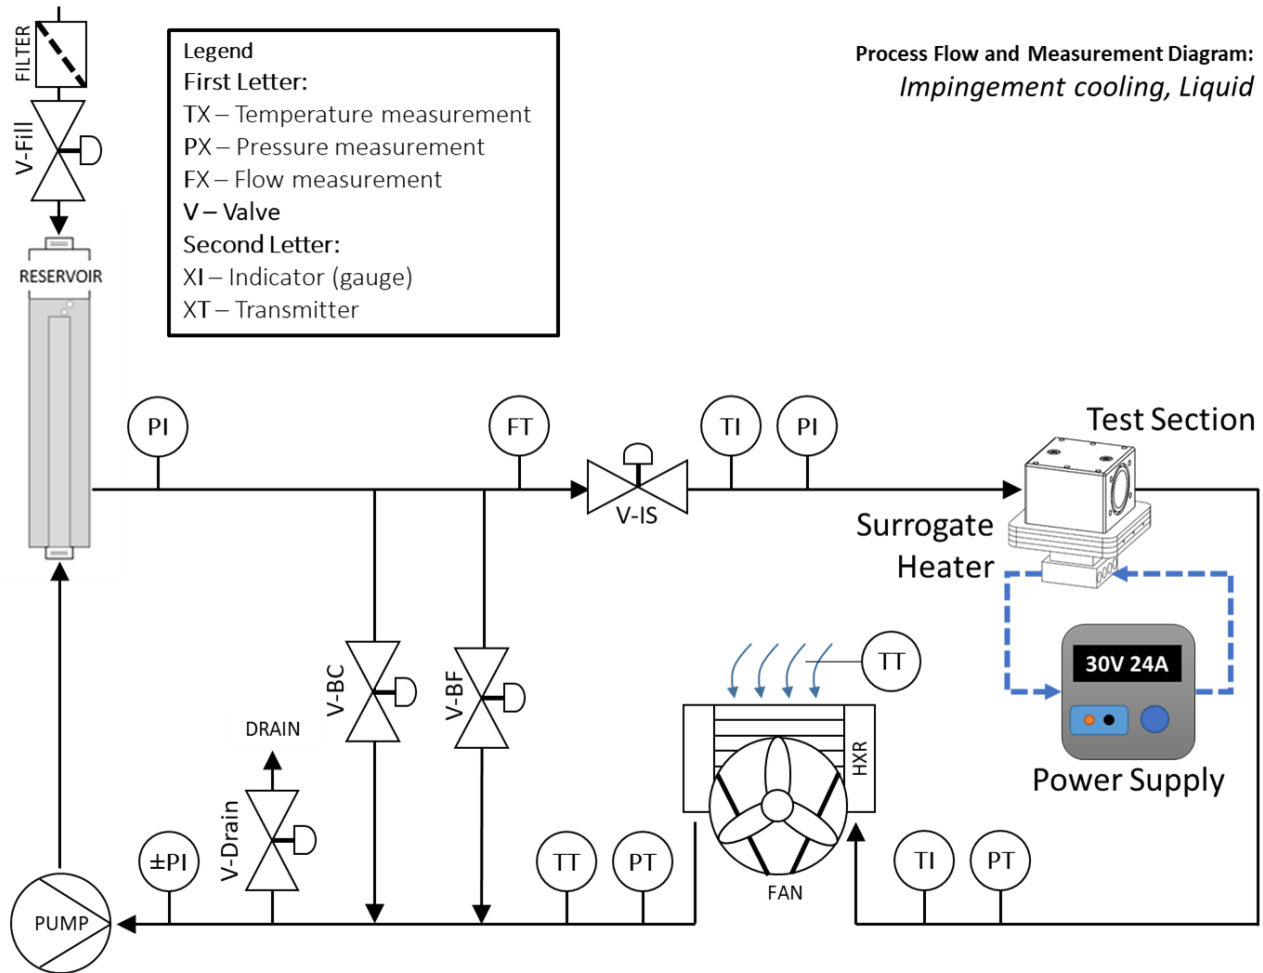 FILTER
V-Fill
RESERVOIR
Legend
First Letter:
TX – Temperature measurement
PX – Pressure measurement
FX – Flow measurement
V – Valve
Second Letter:
XI – Indicator (gauge)
XT – Transmitter
Process Flow and Measurement Diagram:
Impingement cooling, Liquid
PI
FT
V-IS
TI
PI
Test Section
Surrogate
Heater
30V 24A
Power Supply
V-BC
V-BF
TT
HXR
FAN
DRAIN
V-Drain
±PI
PUMP
TT
PT
TI
PT